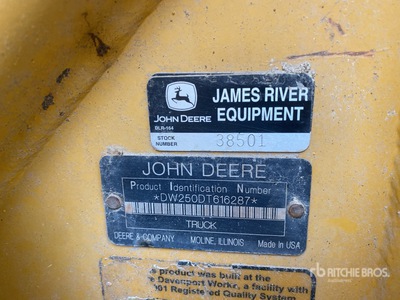 JAMES RIVER
EQUIPMENT
JOHN DEERE
BLR-164
STOCK
NUMBER
38501
JOHN DEERE
Product Identification Number
*DW250DT616287*
TRUCK
DEERE & COMPANY MOLINE, ILLINOIS Made in USA
product was built at the
Davenport Works, a facility with
001 Registered Quality System
rb RITCHIE BROS.